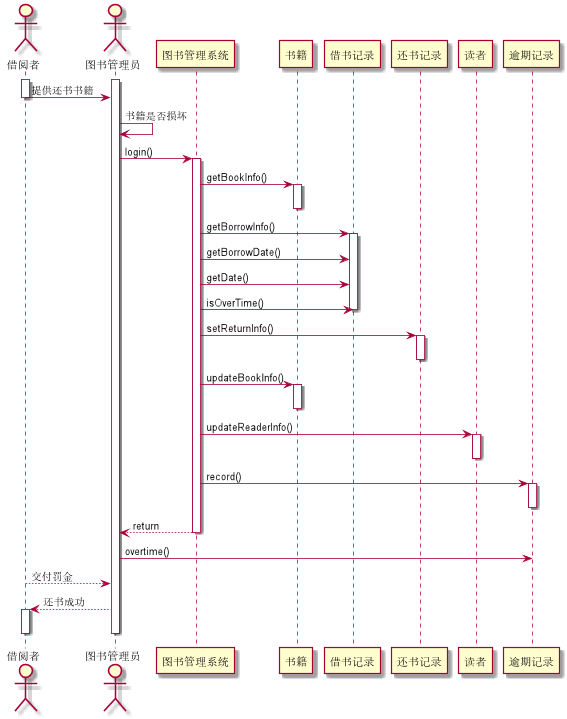 借阅者
图书管理员
图书管理系统
书籍
借书记录
还书记录
读者
逾期记录
提供还书书籍
书籍是否损坏
login()
getBookInfo()
getBorrowInfo()
getBorrowDate()
getDate()
isOverTime()
setReturnInfo()
updateBookInfo()
updateReaderInfo()
record()
return
overtime()
交付罚金
还书成功
借阅者
图书管理员
图书管理系统
书籍
借书记录
还书记录
读者
逾期记录